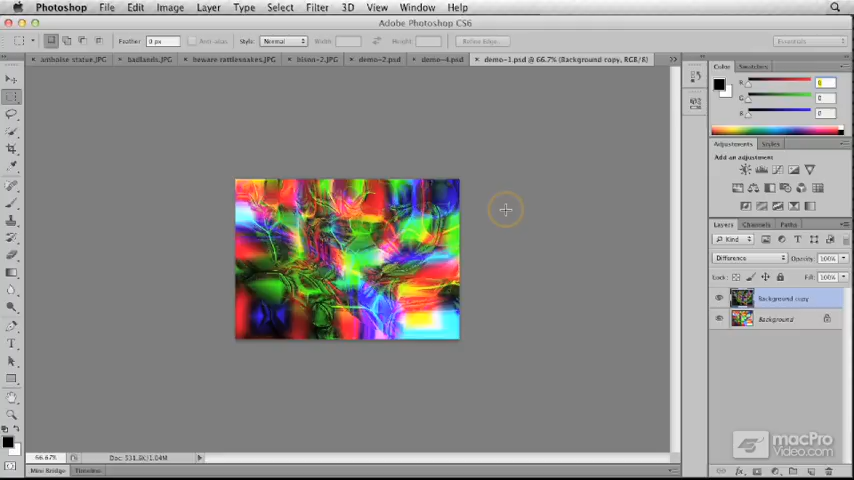 Photoshop File Edit Image Layer Type Select Filter 3D View Window Help
Adobe Photoshop CS6
Feather: 0 px Anti-alias Style: Normal Width: Height: Refine Edge... Essentials
amboise statue.JPG badlands.JPG beware rattlesnakes.JPG demo-2.psd demo-4.psd demo-1.psd @ 66.7% (Background copy, RGB/8)
Color Swatches
R 0
G 0
B 0
Adjustments Styles
Add an adjustment
Layers Channels Paths
Kind
Difference Opacity: 100%
Lock: Fill: 100%
Background copy
Background
macPro
Video.com
66.67% Doc: 531.8K/1.04M
Mini Bridge Timeline